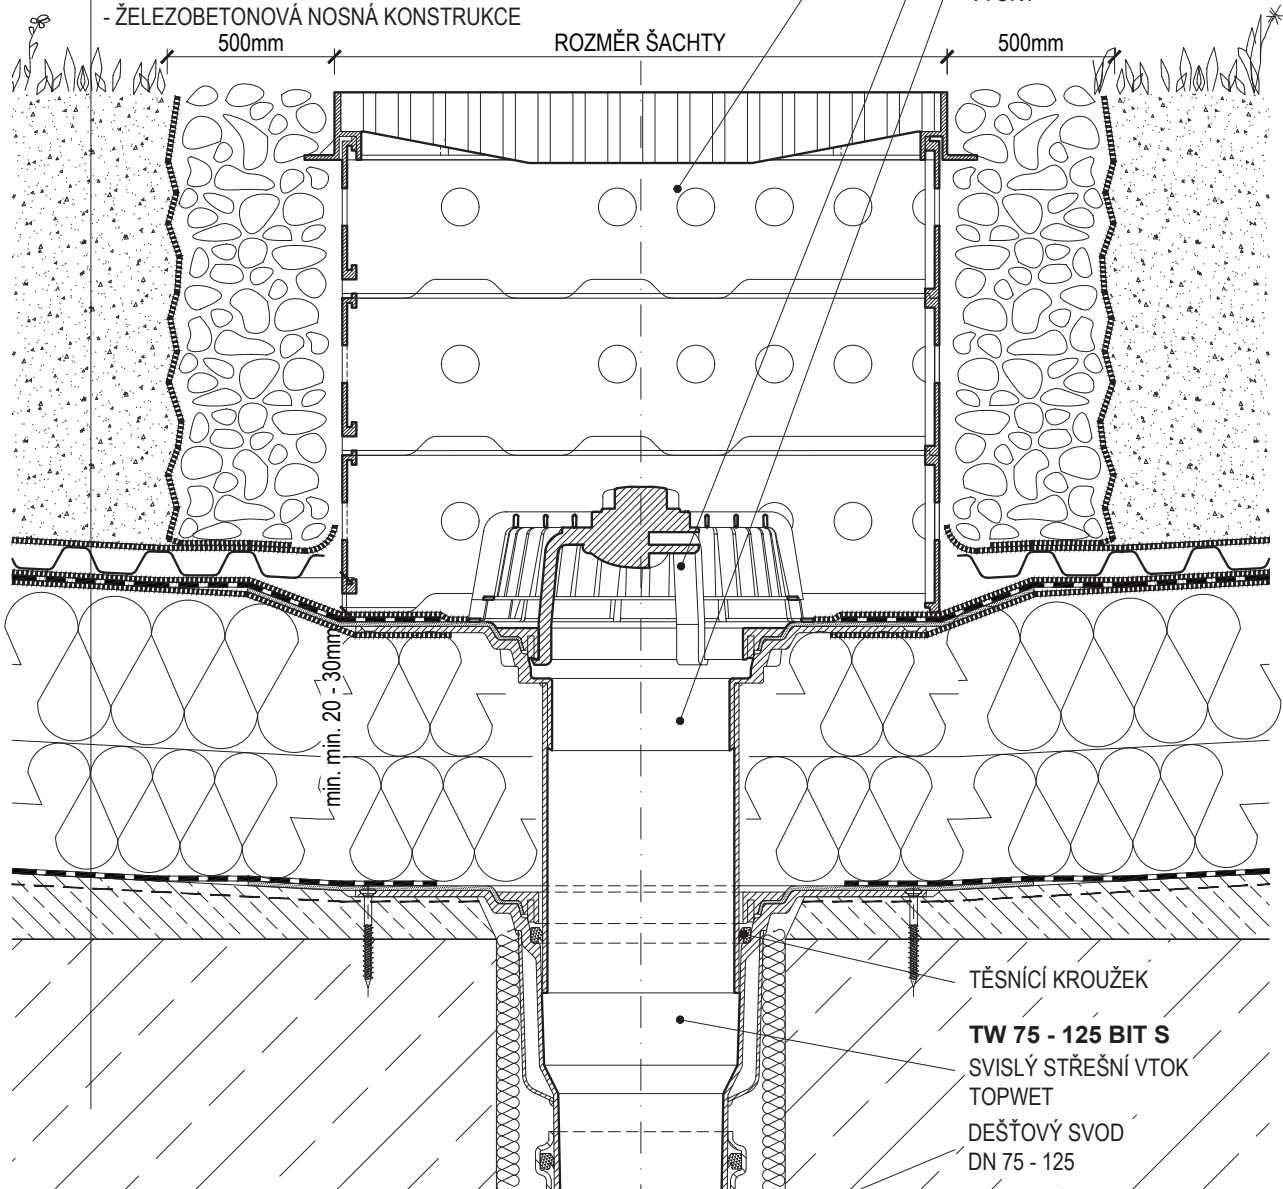 - ŽELEZOBETONOVÁ NOSNÁ KONSTRUKCE
500mm
ROZMĚR ŠACHTY
500mm
min. min. 20 - 30mm
TĚSNÍCÍ KROUŽEK
TW 75 - 125 BIT S
SVISLÝ STŘEŠNÍ VTOK
TOPWET
DEŠŤOVÝ SVOD
DN 75 - 125